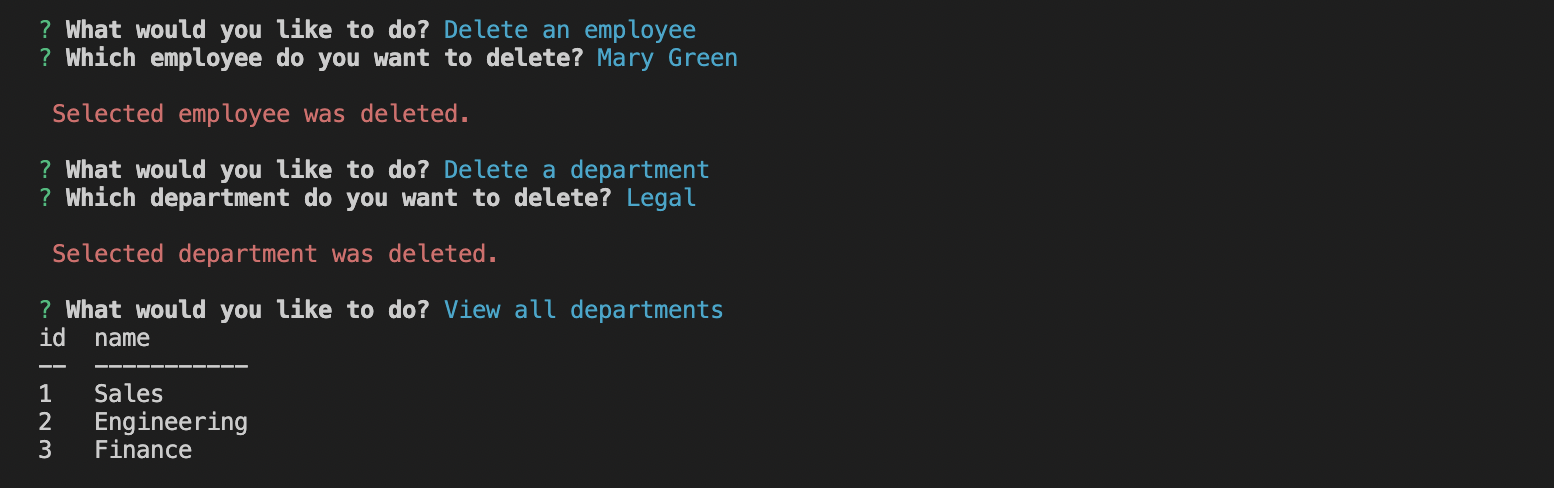 ? What would you like to do? Delete an employee
? Which employee do you want to delete? Mary Green
Selected employee was deleted.
? What would you like to do? Delete a department
? Which department do you want to delete? Legal
Selected department was deleted.
? What would you like to do? View all departments
id  name
--  -----------
1   Sales
2   Engineering
3   Finance